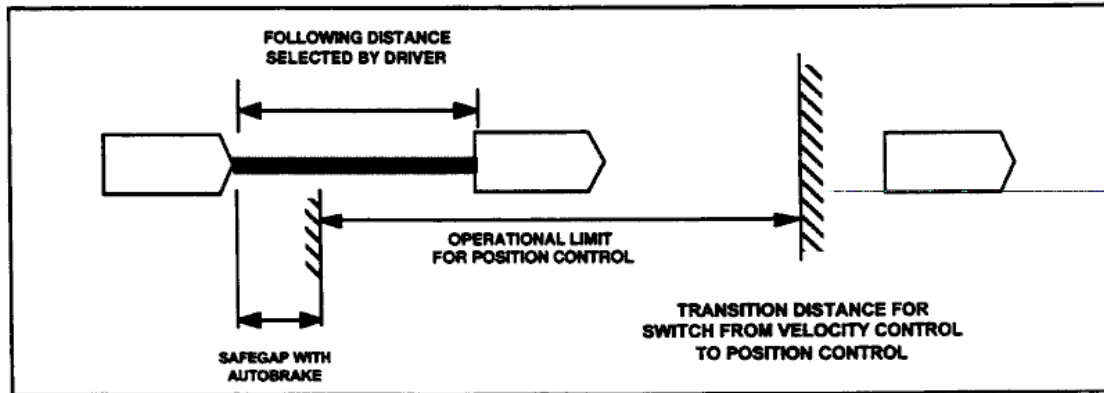 FOLLOWING DISTANCE
SELECTED BY DRIVER
OPERATIONAL LIMIT
FOR POSITION CONTROL
TRANSITION DISTANCE FOR
SWITCH FROM VELOCITY CONTROL
TO POSITION CONTROL
SAFEGAP WITH
AUTOBRAKE